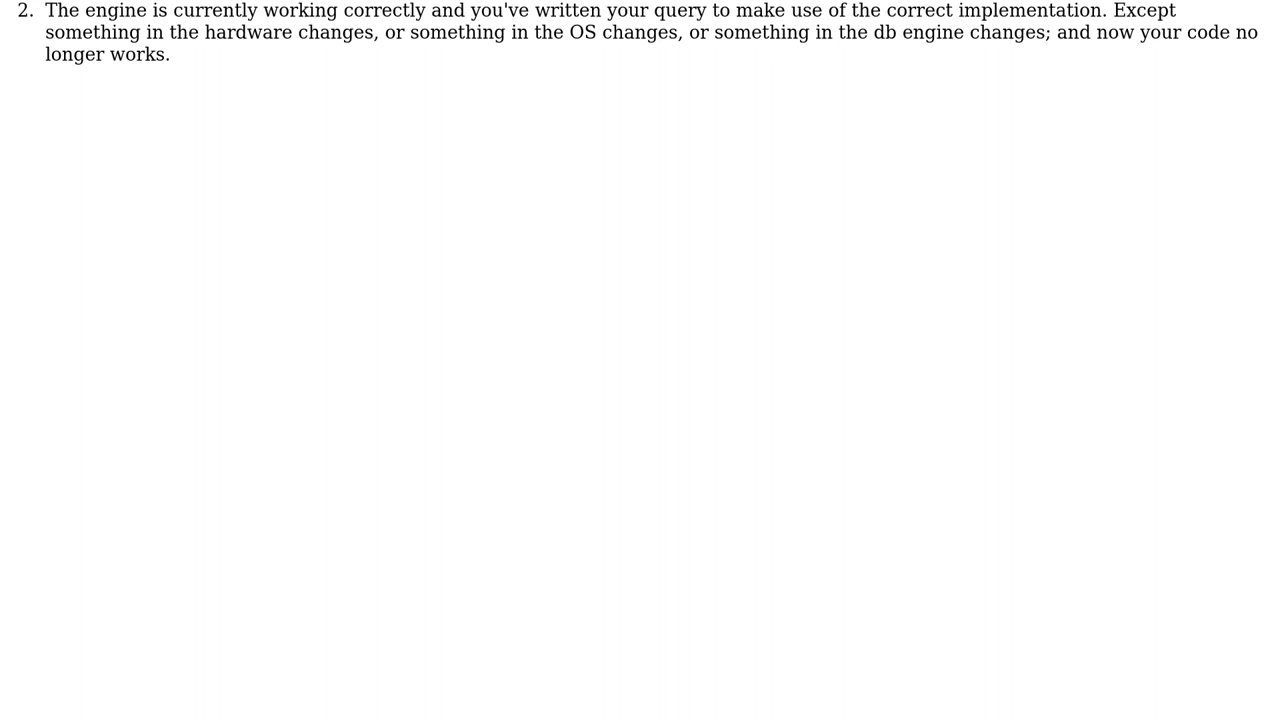 2. The engine is currently working correctly and you've written your query to make use of the correct implementation. Except
something in the hardware changes, or something in the OS changes, or something in the db engine changes; and now your code no
longer works.